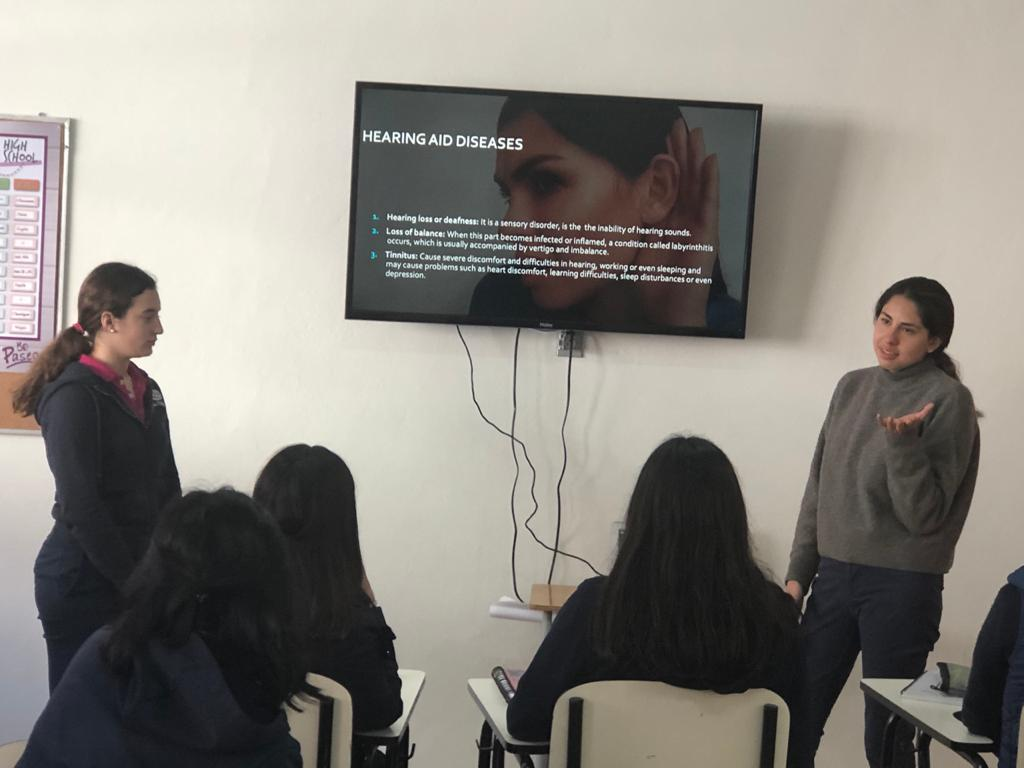 HIGH
SCHOOL
HEARING AID DISEASES
1. Hearing loss or deafness: It is a sensory disorder, is the the inability of hearing sounds.
2. Loss of balance: When this part becomes infected or inflamed, a condition called labyrinthitis
occurs, which is usually accompanied by vertigo and imbalance.
3. Tinnitus: Cause severe discomfort and difficulties in hearing, working or even sleeping and
may cause problems such as heart discomfort, learning difficulties, sleep disturbances or even
depression.
Haier